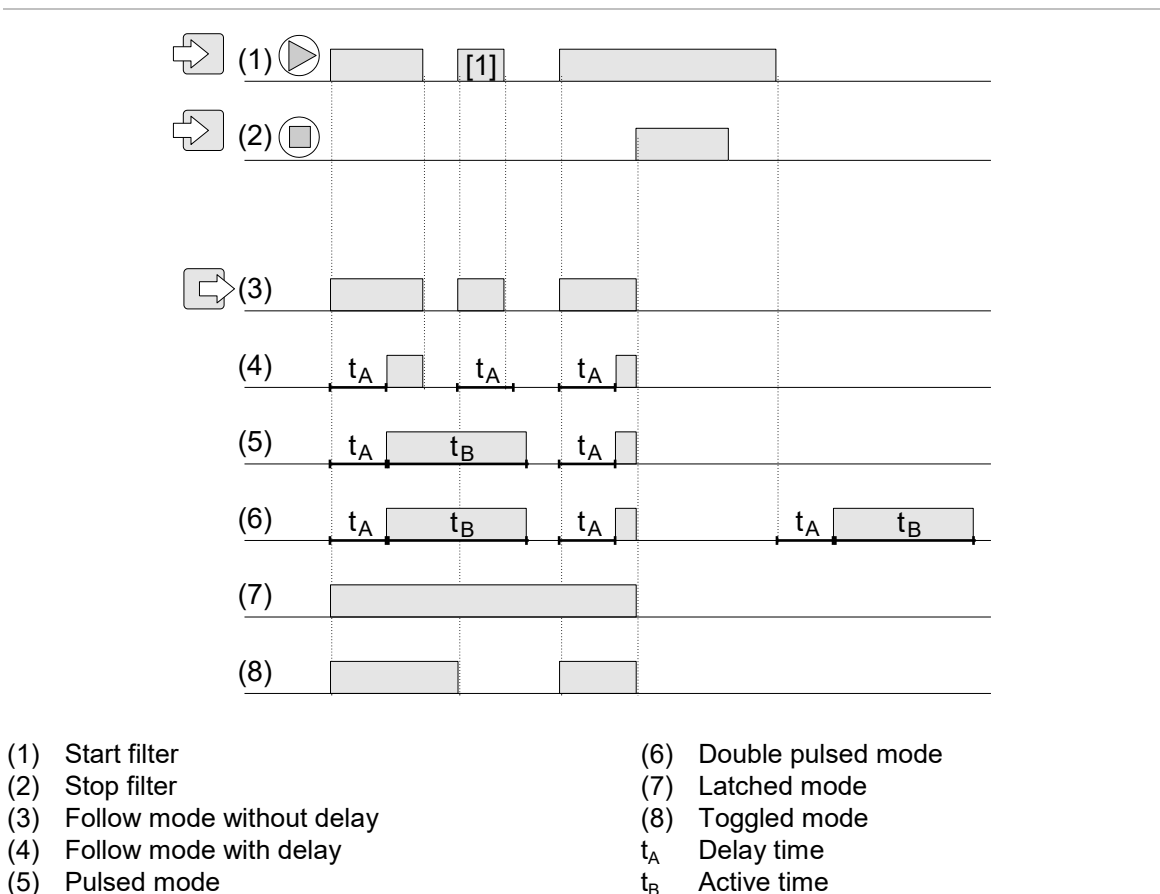 (1) [1]
(2)
(3)
(4) tA tA tA
(5) tA tB tA
(6) tA tB tA tA tB
(7)
(8)
(1) Start filter
(2) Stop filter
(3) Follow mode without delay
(4) Follow mode with delay
(5) Pulsed mode
(6) Double pulsed mode
(7) Latched mode
(8) Toggled mode
tA Delay time
tB Active time